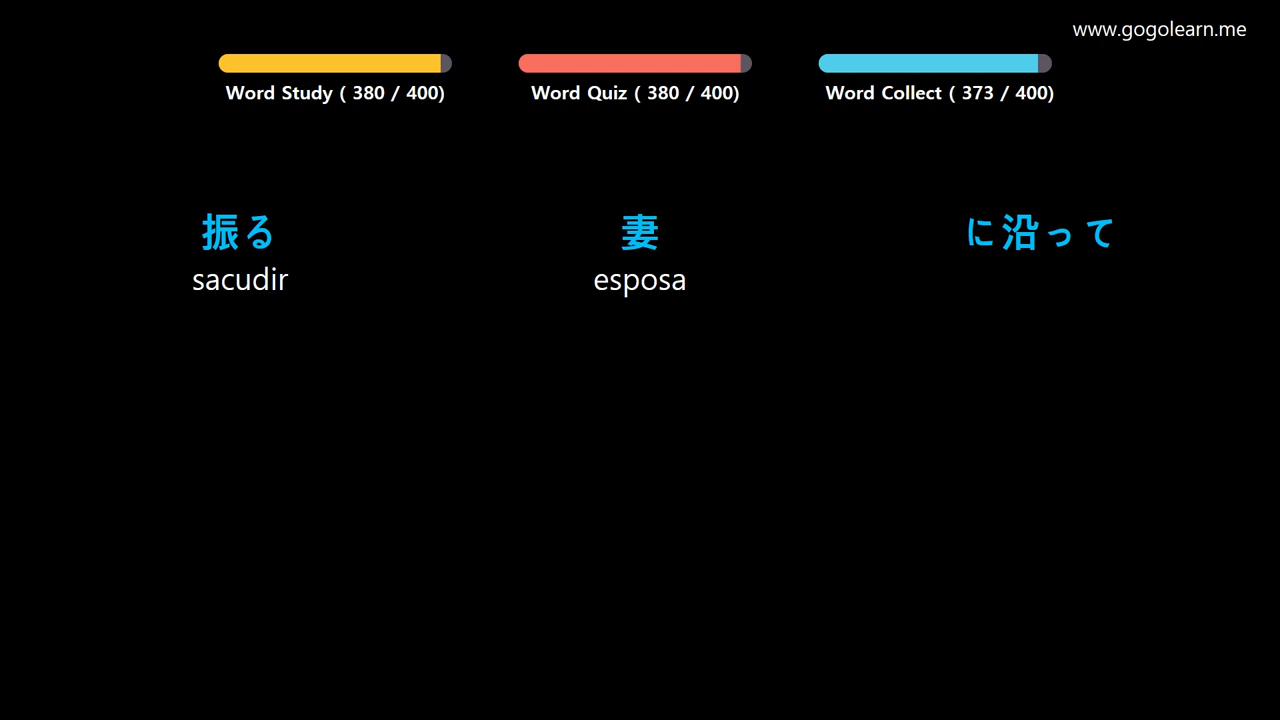 www.gogolearn.me
Word Study ( 380 / 400)
Word Quiz ( 380 / 400)
Word Collect ( 373 / 400)
振る
sacudir
妻
esposa
に沿って